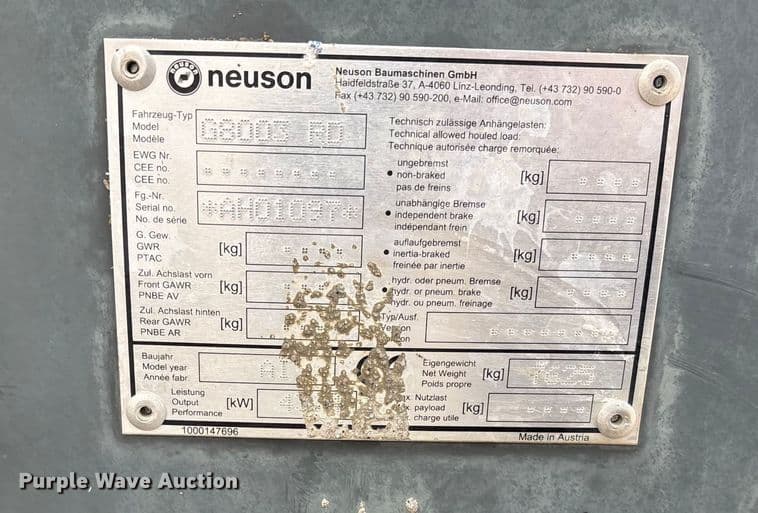 neuson
Neuson Baumaschinen GmbH
Haidfeldstraße 37, A-4060 Linz-Leonding, Tel. (+43 732) 90 590-0
Fax (+43 732) 90 590-200, e-Mail: office@neuson.com
Fahrzeug-Typ
Model
Modèle
G800S RD
EWG Nr.
CEE no.
CEE no.
Fg.-Nr.
Serial no.
No. de série
*AH01097*
G. Gew.
GWR
PTAC
[kg]
Zul. Achslast vorn
Front GAWR
PNBE AV
[kg]
Zul. Achslast hinten
Rear GAWR
PNBE AR
[kg]
Technisch zulässige Anhängelasten:
Technical allowed houled load:
Technique autorisée charge remorquée:
ungebremst
• non-braked
pas de freins
[kg]
unabhängige Bremse
• independent brake
indépendant frein
[kg]
auflaufgebremst
• inertia-braked
freinée par inertie
[kg]
hydr. oder pneum. Bremse
hydr. or pneum. brake
hydr. ou pneum. freinage
[kg]
Typ/Ausf.
Baujahr
Model year
Année fabr.
Leistung
Output
Performance
[kW]
Eigengewicht
Net Weight
Poids propre
[kg]
Nutzlast
payload
charge utile
[kg]
1000147696
Made in Austria
Purple Wave Auction